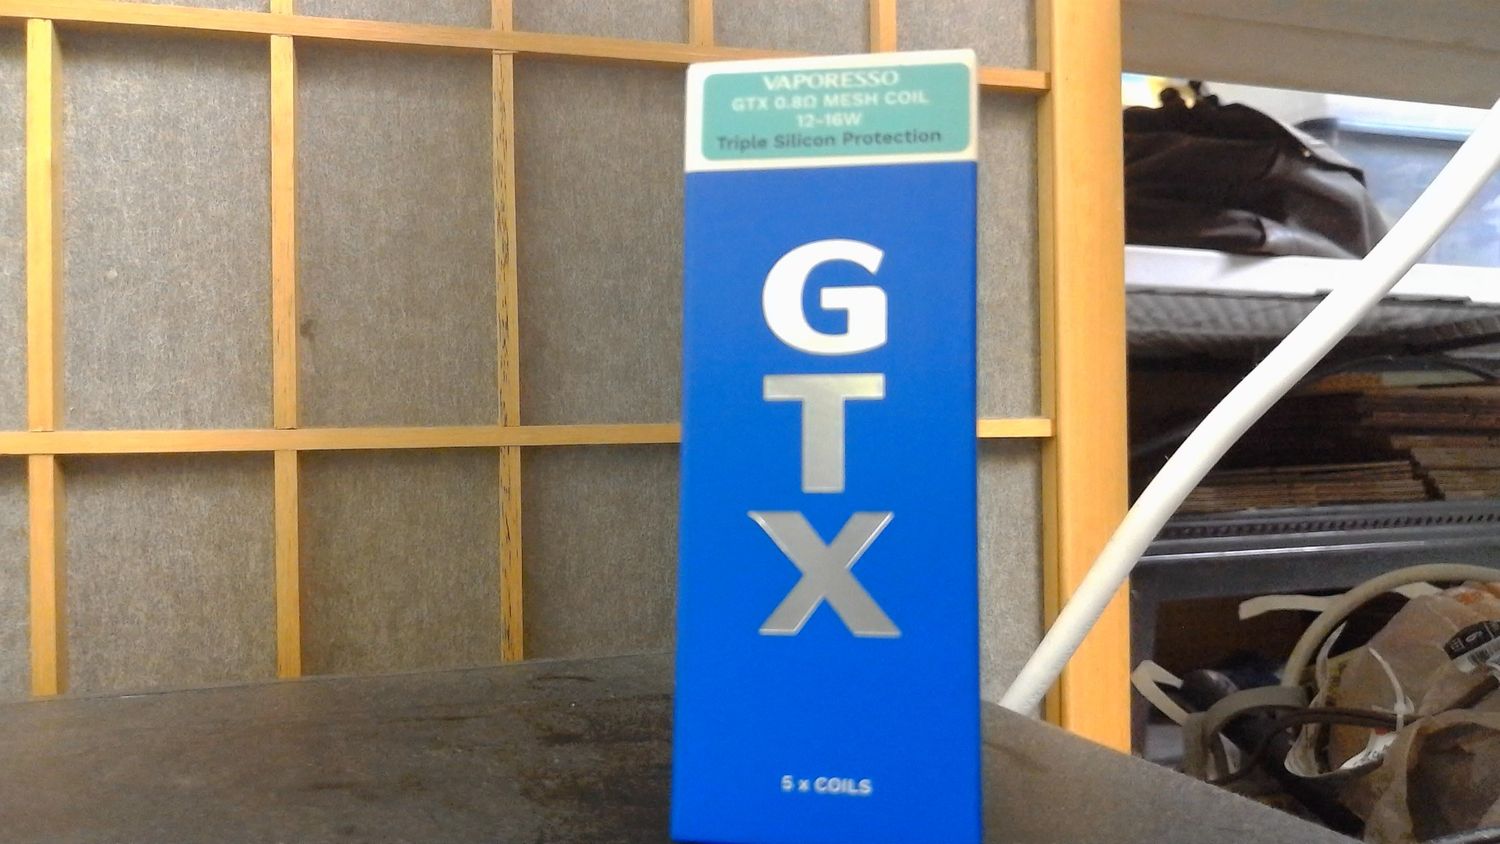 VAPORESSO
GTX 0.8Ω MESH COIL
12-16W
Triple Silicon Protection
G
T
X
5 x COILS